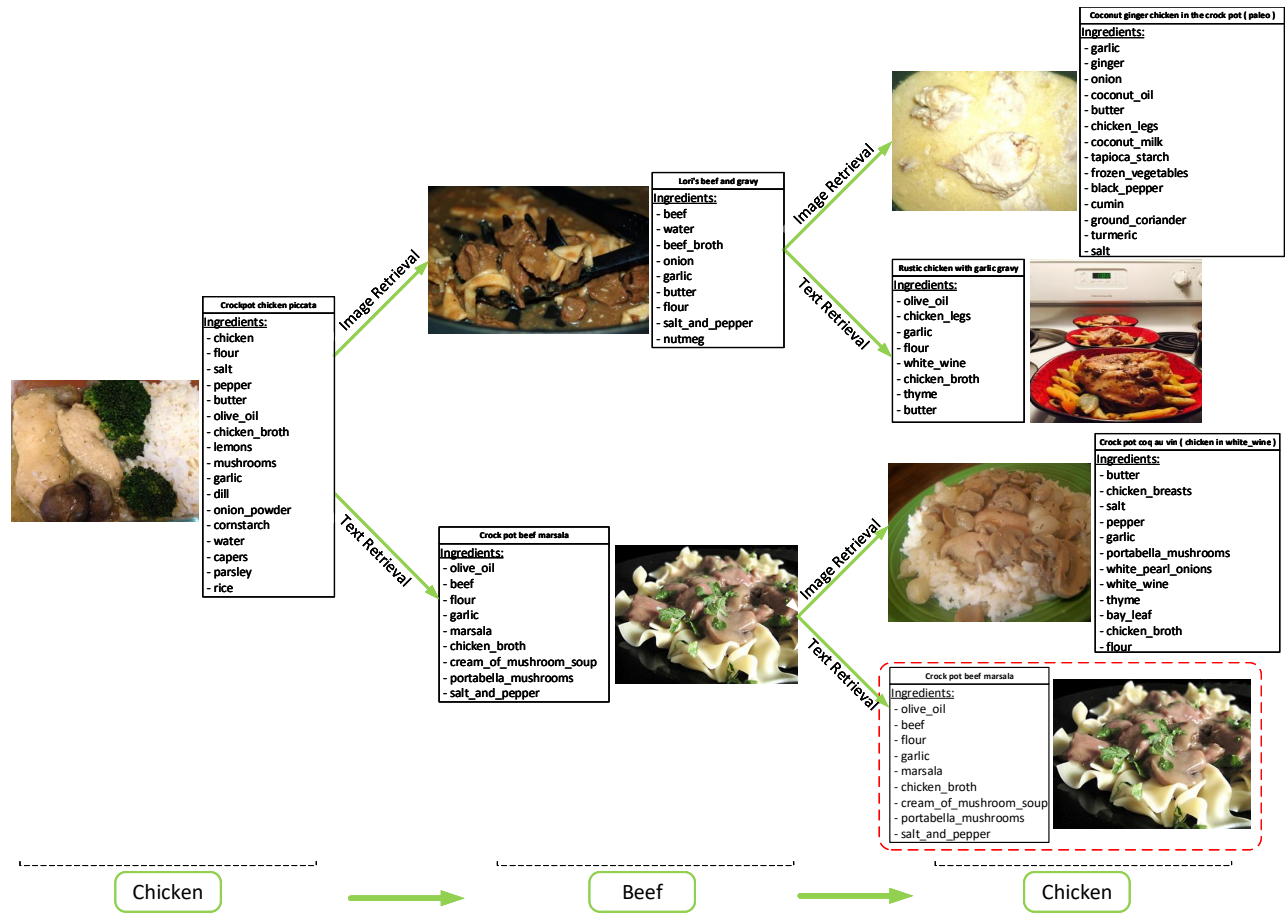 Crockpot chicken piccata
Ingredients:
- chicken
- flour
- salt
- pepper
- butter
- olive_oil
- chicken_broth
- lemons
- mushrooms
- garlic
- dill
- onion_powder
- cornstarch
- water
- capers
- parsley
- rice
Image Retrieval
Text Retrieval
Lori's beef and gravy
Ingredients:
- beef
- water
- beef_broth
- onion
- garlic
- butter
- flour
- salt_and_pepper
- nutmeg
Crock pot beef marsala
Ingredients:
- olive_oil
- beef
- flour
- garlic
- marsala
- chicken_broth
- cream_of_mushroom_soup
- portabella_mushrooms
- salt_and_pepper
Image Retrieval
Text Retrieval
Coconut ginger chicken in the crock pot ( paleo )
Ingredients:
- garlic
- ginger
- onion
- coconut_oil
- butter
- chicken_legs
- coconut_milk
- tapioca_starch
- frozen_vegetables
- black_pepper
- cumin
- ground_coriander
- turmeric
- salt
Rustic chicken with garlic gravy
Ingredients:
- olive_oil
- chicken_legs
- garlic
- flour
- white_wine
- chicken_broth
- thyme
- butter
Image Retrieval
Text Retrieval
Crock pot coq au vin ( chicken in white_wine )
Ingredients:
- butter
- chicken_breasts
- salt
- pepper
- garlic
- portabella_mushrooms
- white_pearl_onions
- white_wine
- thyme
- bay_leaf
- chicken_broth
- flour
Crock pot beef marsala
Ingredients:
- olive_oil
- beef
- flour
- garlic
- marsala
- chicken_broth
- cream_of_mushroom_soup
- portabella_mushrooms
- salt_and_pepper
Chicken
Beef
Chicken